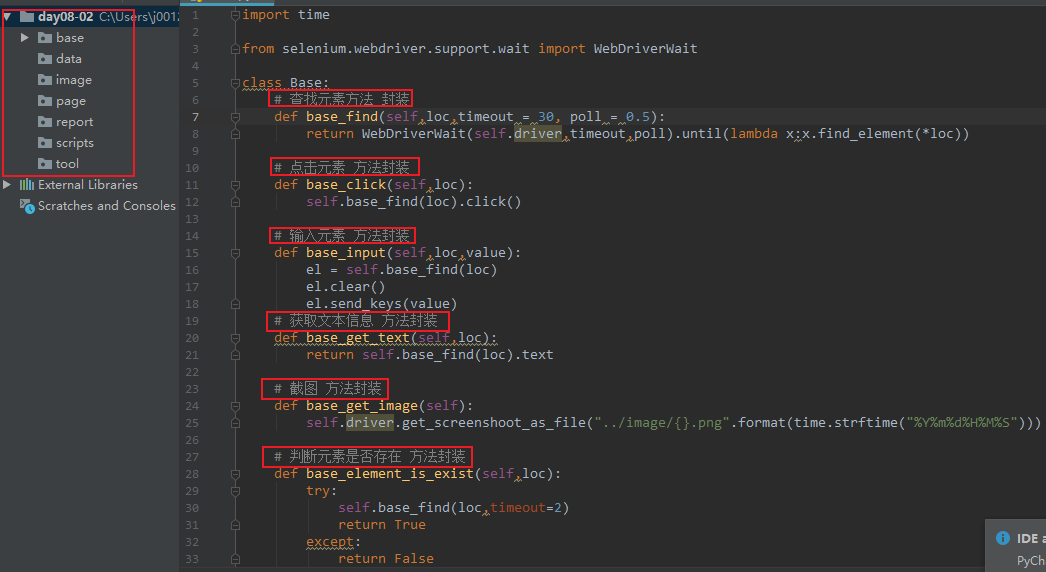 day08-02 C:\Users\j0012
base
data
image
page
report
scripts
tool
External Libraries
Scratches and Consoles
1 import time
2
3 from selenium.webdriver.support.wait import WebDriverWait
4
5 class Base:
6 # 查找元素方法 封装
7 def base_find(self,loc,timeout = 30, poll = 0.5):
8 return WebDriverWait(self.driver,timeout,poll).until(lambda x:x.find_element(*loc))
9
10 # 点击元素 方法封装
11 def base_click(self,loc):
12 self.base_find(loc).click()
13
14 # 输入元素 方法封装
15 def base_input(self,loc,value):
16 el = self.base_find(loc)
17 el.clear()
18 el.send_keys(value)
19 # 获取文本信息 方法封装
20 def base_get_text(self,loc):
21 return self.base_find(loc).text
22
23 # 截图 方法封装
24 def base_get_image(self):
25 self.driver.get_screenshoot_as_file("../image/{}.png".format(time.strftime("%Y%m%d%H%M%S")))
26
27 # 判断元素是否存在 方法封装
28 def base_element_is_exist(self,loc):
29 try:
30 self.base_find(loc,timeout=2)
31 return True
32 except:
33 return False
IDE a
PyCh